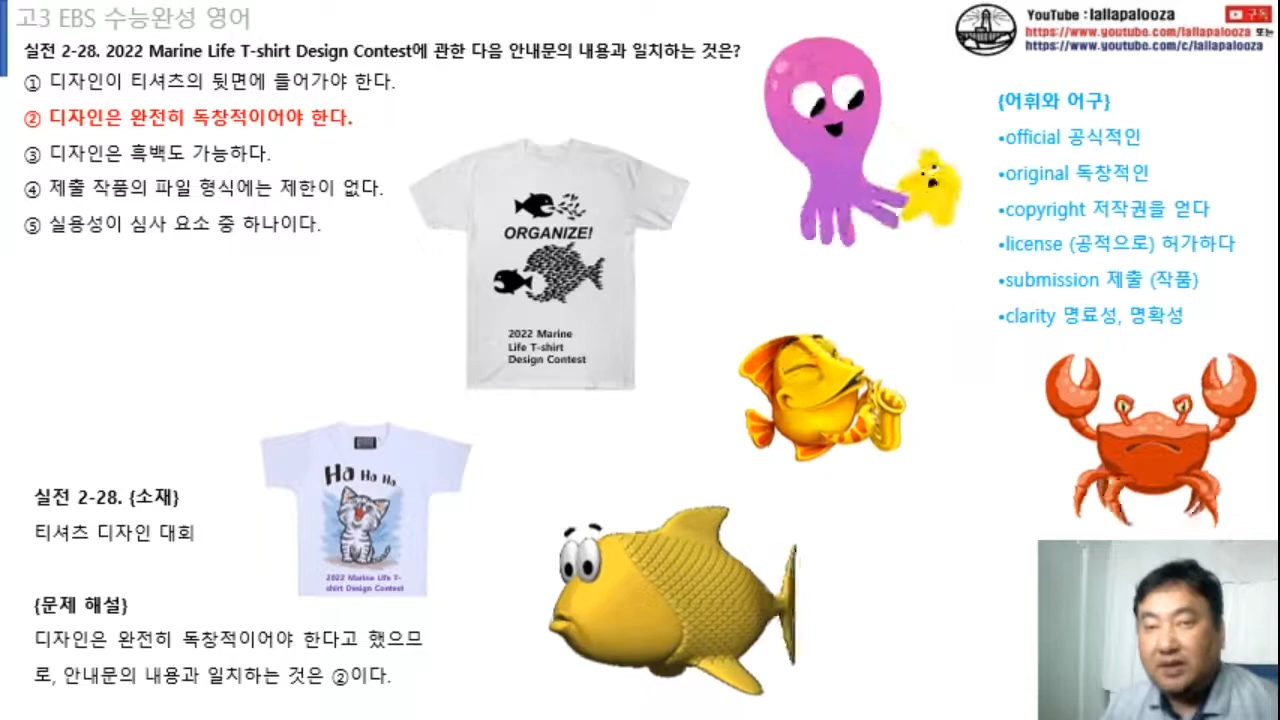 고3 EBS 수능완성 영어
YouTube : lallapalooza
구독
https://www.youtube.com/lallapalooza 또는
https://www.youtube.com/c/lallapalooza
실전 2-28. 2022 Marine Life T-shirt Design Contest에 관한 다음 안내문의 내용과 일치하는 것은?
① 디자인이 티셔츠의 뒷면에 들어가야 한다.
② 디자인은 완전히 독창적이어야 한다.
③ 디자인은 흑백도 가능하다.
④ 제출 작품의 파일 형식에는 제한이 없다.
⑤ 실용성이 심사 요소 중 하나이다.
{어휘와 어구}
•official 공식적인
•original 독창적인
•copyright 저작권을 얻다
•license (공적으로) 허가하다
•submission 제출 (작품)
•clarity 명료성, 명확성
ORGANIZE!
2022 Marine
Life T-shirt
Design Contest
Ha Ha Ha
2022 Marine Life T-
shirt Design Contest
실전 2-28. {소재}
티셔츠 디자인 대회
{문제 해설}
디자인은 완전히 독창적이어야 한다고 했으므
로, 안내문의 내용과 일치하는 것은 ②이다.